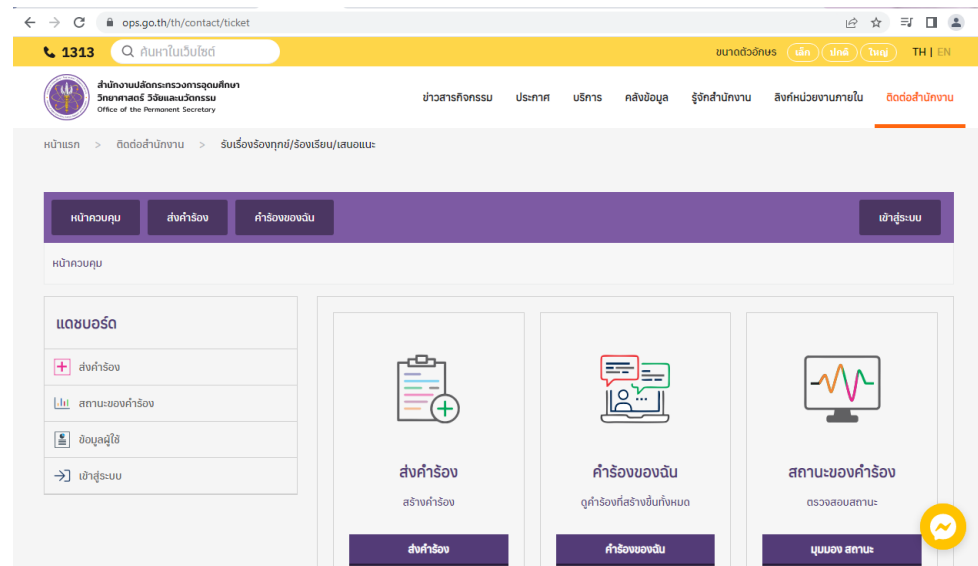 ops.go.th/th/contact/ticket
1313
ค้นหาในเว็บไซต์
ขนาดตัวอักษร เล็ก ปกติ ใหญ่ TH | EN
สำนักงานปลัดกระทรวงการอุดมศึกษา
วิทยาศาสตร์ วิจัยและนวัตกรรม
Office of the Permanent Secretary
ข่าวสารกิจกรรม ประกาศ บริการ คลังข้อมูล รู้จักสำนักงาน ลิงก์หน่วยงานภายใน ติดต่อสำนักงาน
หน้าแรก > ติดต่อสำนักงาน > รับเรื่องร้องทุกข์/ร้องเรียน/เสนอแนะ
หน้าควบคุม ส่งคำร้อง คำร้องของฉัน เข้าสู่ระบบ
หน้าควบคุม
แดชบอร์ด
ส่งคำร้อง
สถานะของคำร้อง
ข้อมูลผู้ใช้
เข้าสู่ระบบ
ส่งคำร้อง
สร้างคำร้อง
ส่งคำร้อง
คำร้องของฉัน
ดูคำร้องที่สร้างขึ้นทั้งหมด
คำร้องของฉัน
สถานะของคำร้อง
ตรวจสอบสถานะ
มุมมอง สถานะ